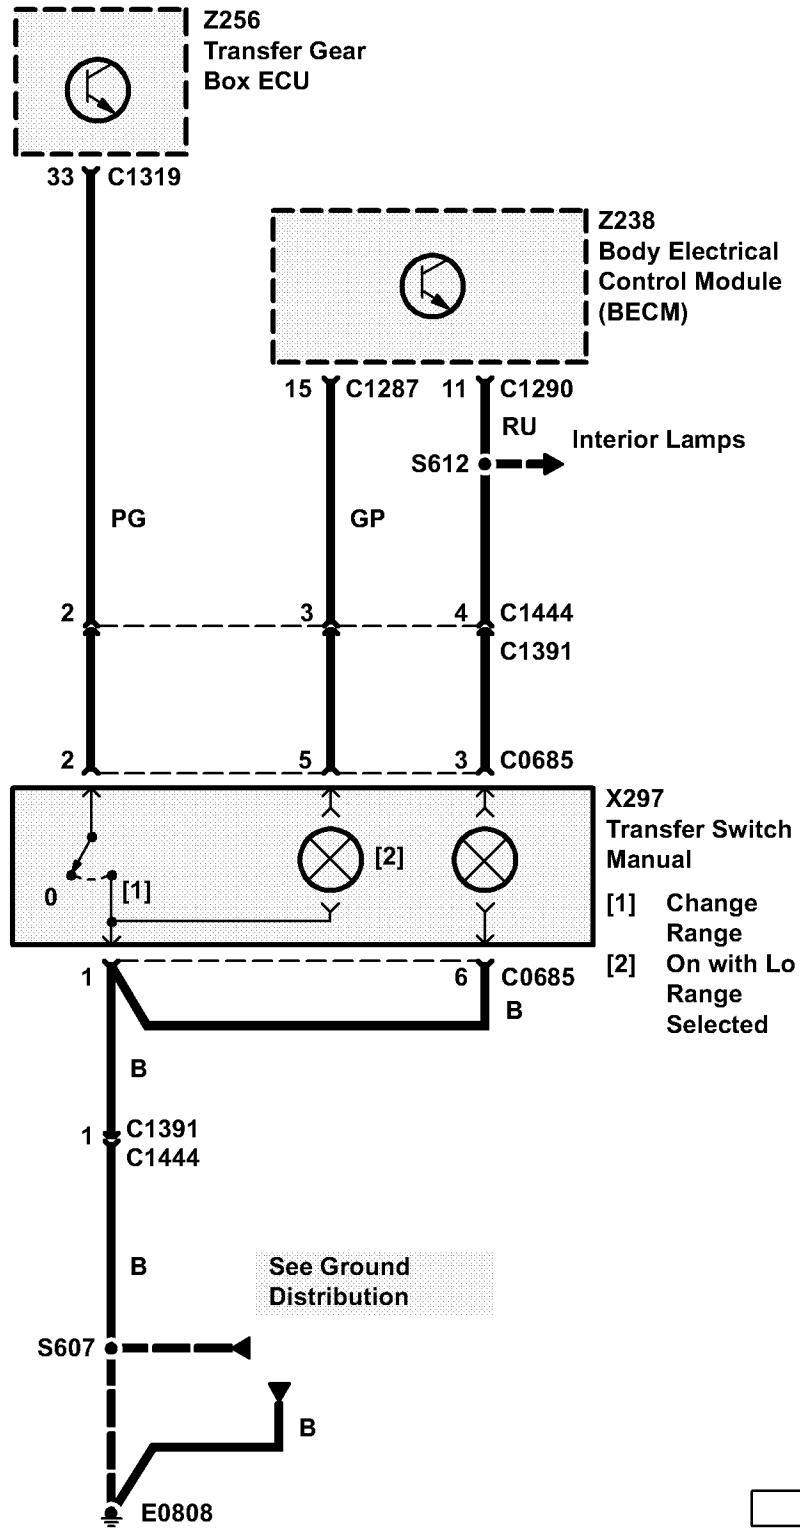 Z256
Transfer Gear
Box ECU
33 C1319
Z238
Body Electrical
Control Module
(BECM)
15 C1287 11 C1290
RU
Interior Lamps
S612
PG GP
2 3 4 C1444
C1391
2 5 3 C0685
X297
Transfer Switch
Manual
[2]
0 [1]
[1] Change
Range
[2] On with Lo
Range
Selected
1 6 C0685
B
B
1 C1391
C1444
B
See Ground
Distribution
S607
B
E0808